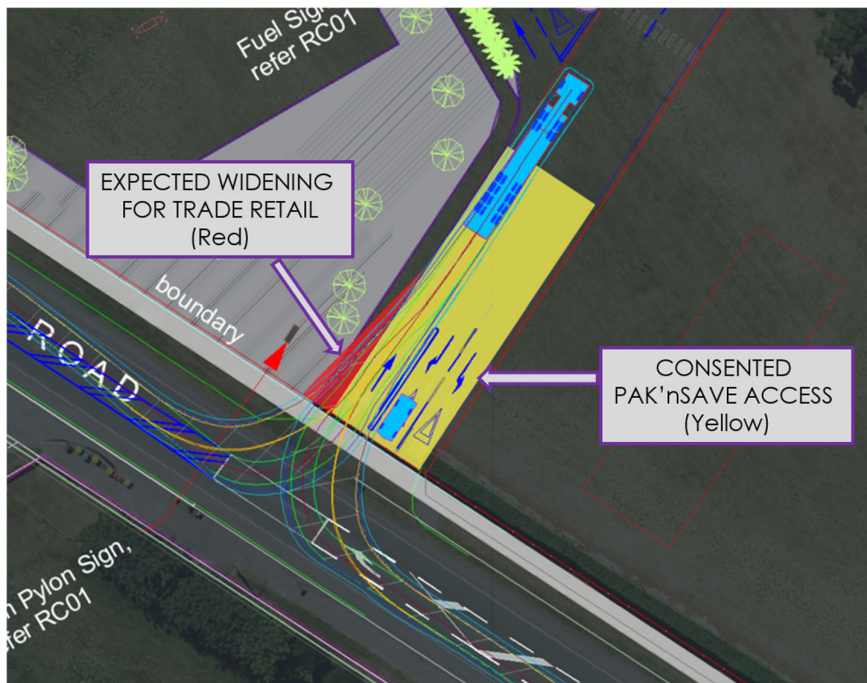 Fuel Sign
refer RC01
EXPECTED WIDENING
FOR TRADE RETAIL
(Red)
boundary
ROAD
CONSENTED
PAK'nSAVE ACCESS
(Yellow)
Pylon Sign,
refer RC01